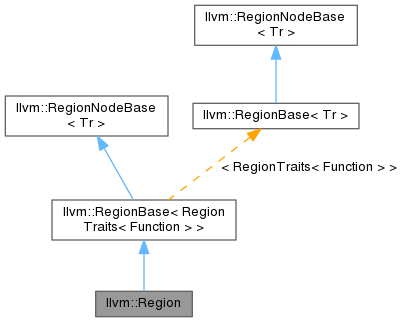 llvm::RegionNodeBase
< Tr >
llvm::RegionNodeBase
< Tr >
llvm::RegionBase< Tr >
< RegionTraits< Function > >
llvm::RegionBase< Region
Traits< Function > >
llvm::Region